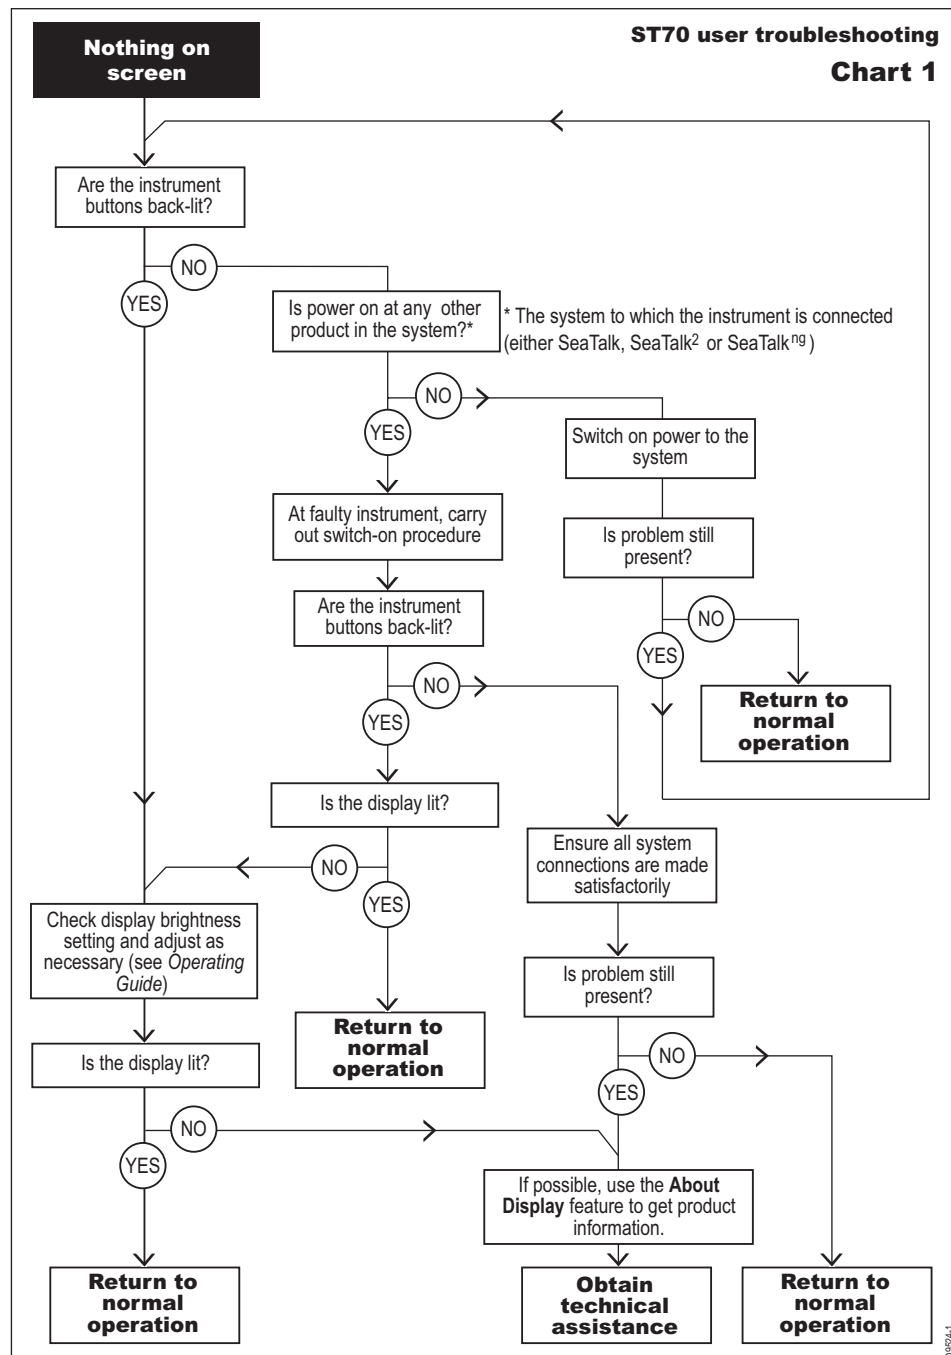 ST70 user troubleshooting
Chart 1
Nothing on
screen
Are the instrument
buttons back-lit?
NO
YES
Is power on at any other
product in the system?*
* The system to which the instrument is connected
(either SeaTalk, SeaTalk2 or SeaTalkng)
NO
YES
Switch on power to the
system
At faulty instrument, carry
out switch-on procedure
Is problem still
present?
Are the instrument
buttons back-lit?
NO
YES
NO
YES
Return to
normal
operation
Is the display lit?
Ensure all system
connections are made
satisfactorily
NO
YES
Check display brightness
setting and adjust as
necessary (see Operating
Guide)
Is problem still
present?
Return to
normal
operation
Is the display lit?
NO
YES
NO
YES
If possible, use the About
Display feature to get product
information.
Return to
normal
operation
Obtain
technical
assistance
Return to
normal
operation